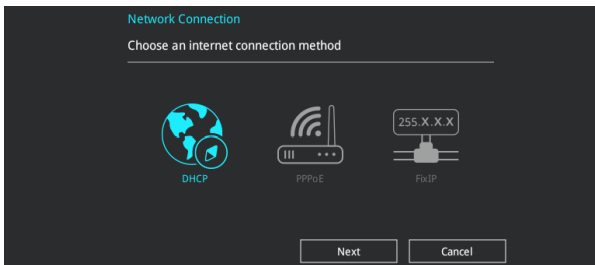 Network Connection
Choose an internet connection method
255.X.X.X
DHCP
PPPoE
FixIP
Next
Cancel